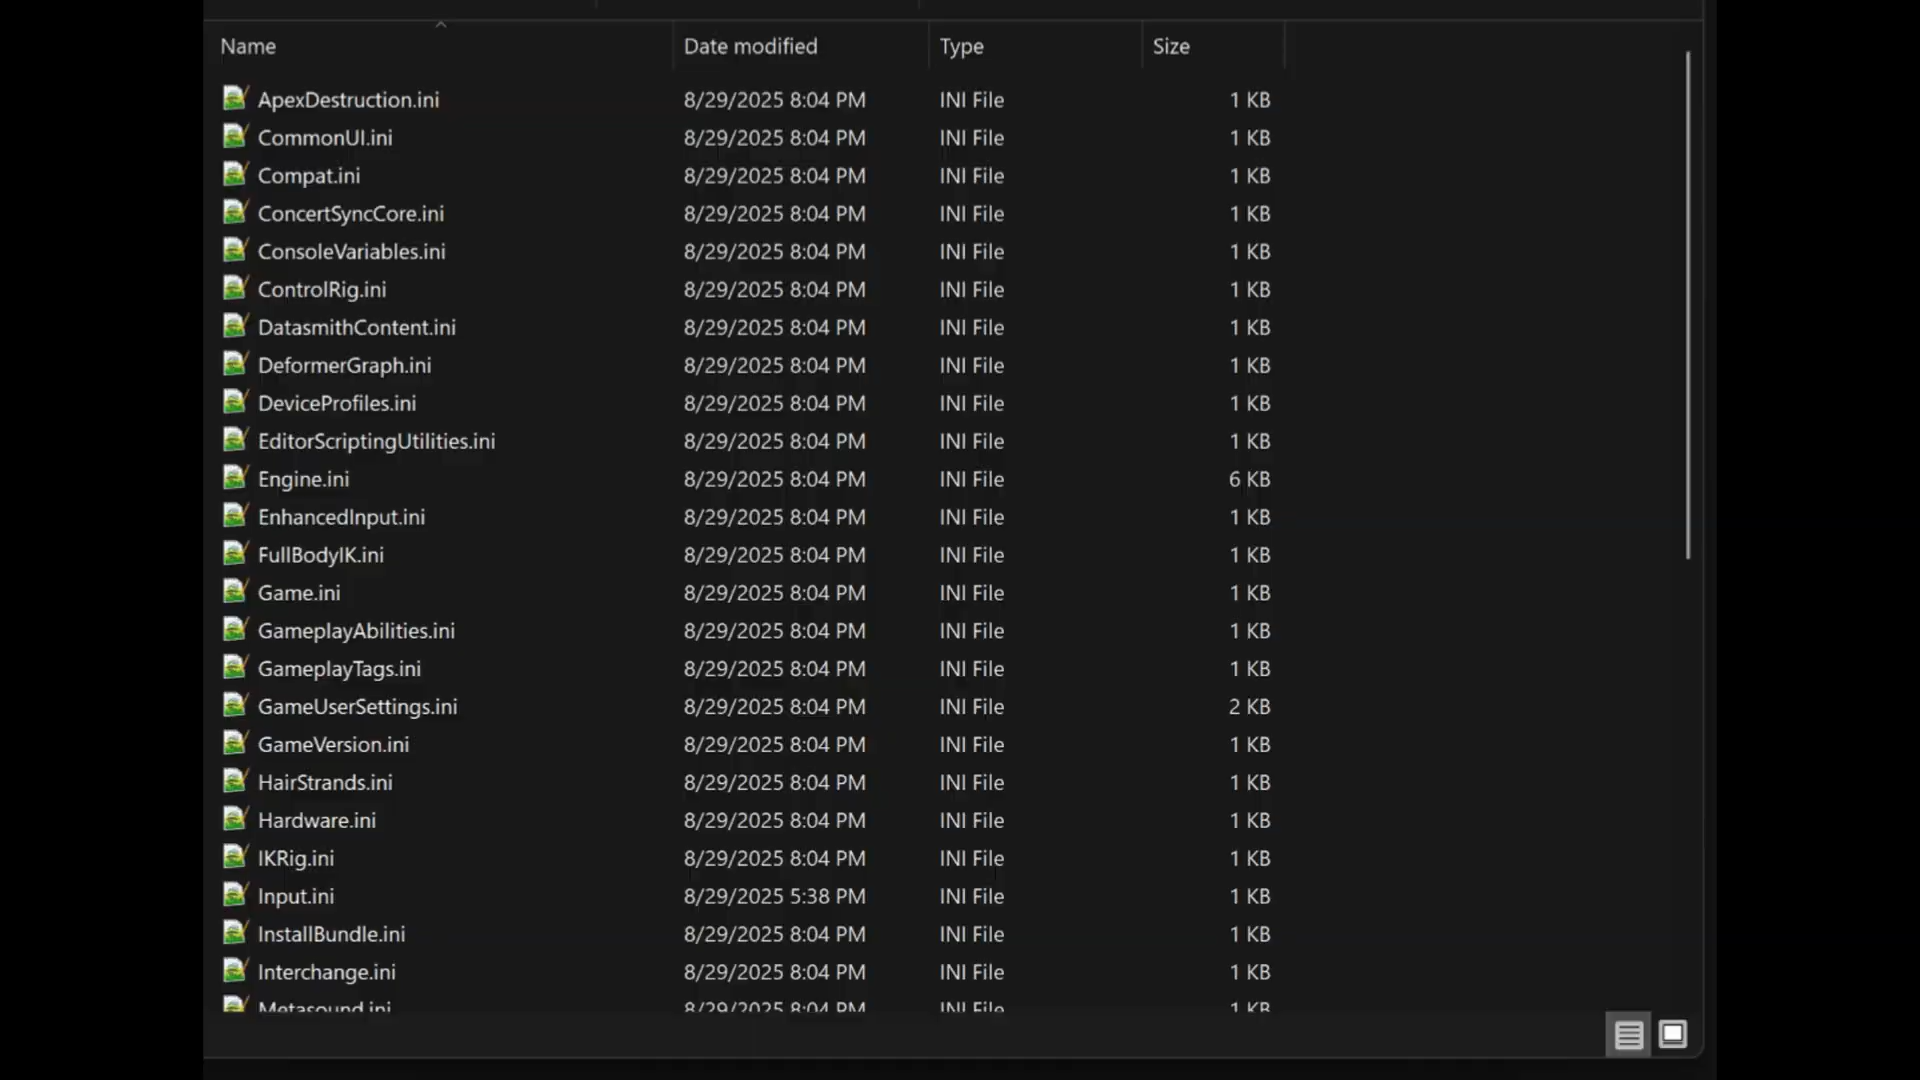 Name Date modified Type Size
ApexDestruction.ini 8/29/2025 8:04 PM INI File 1 KB
CommonUI.ini 8/29/2025 8:04 PM INI File 1 KB
Compat.ini 8/29/2025 8:04 PM INI File 1 KB
ConcertSyncCore.ini 8/29/2025 8:04 PM INI File 1 KB
ConsoleVariables.ini 8/29/2025 8:04 PM INI File 1 KB
ControlRig.ini 8/29/2025 8:04 PM INI File 1 KB
DatasmithContent.ini 8/29/2025 8:04 PM INI File 1 KB
DeformerGraph.ini 8/29/2025 8:04 PM INI File 1 KB
DeviceProfiles.ini 8/29/2025 8:04 PM INI File 1 KB
EditorScriptingUtilities.ini 8/29/2025 8:04 PM INI File 1 KB
Engine.ini 8/29/2025 8:04 PM INI File 6 KB
EnhancedInput.ini 8/29/2025 8:04 PM INI File 1 KB
FullBodyIK.ini 8/29/2025 8:04 PM INI File 1 KB
Game.ini 8/29/2025 8:04 PM INI File 1 KB
GameplayAbilities.ini 8/29/2025 8:04 PM INI File 1 KB
GameplayTags.ini 8/29/2025 8:04 PM INI File 1 KB
GameUserSettings.ini 8/29/2025 8:04 PM INI File 2 KB
GameVersion.ini 8/29/2025 8:04 PM INI File 1 KB
HairStrands.ini 8/29/2025 8:04 PM INI File 1 KB
Hardware.ini 8/29/2025 8:04 PM INI File 1 KB
IKRig.ini 8/29/2025 8:04 PM INI File 1 KB
Input.ini 8/29/2025 5:38 PM INI File 1 KB
InstallBundle.ini 8/29/2025 8:04 PM INI File 1 KB
Interchange.ini 8/29/2025 8:04 PM INI File 1 KB
Metasound.ini 8/29/2025 8:04 PM INI File 1 KB